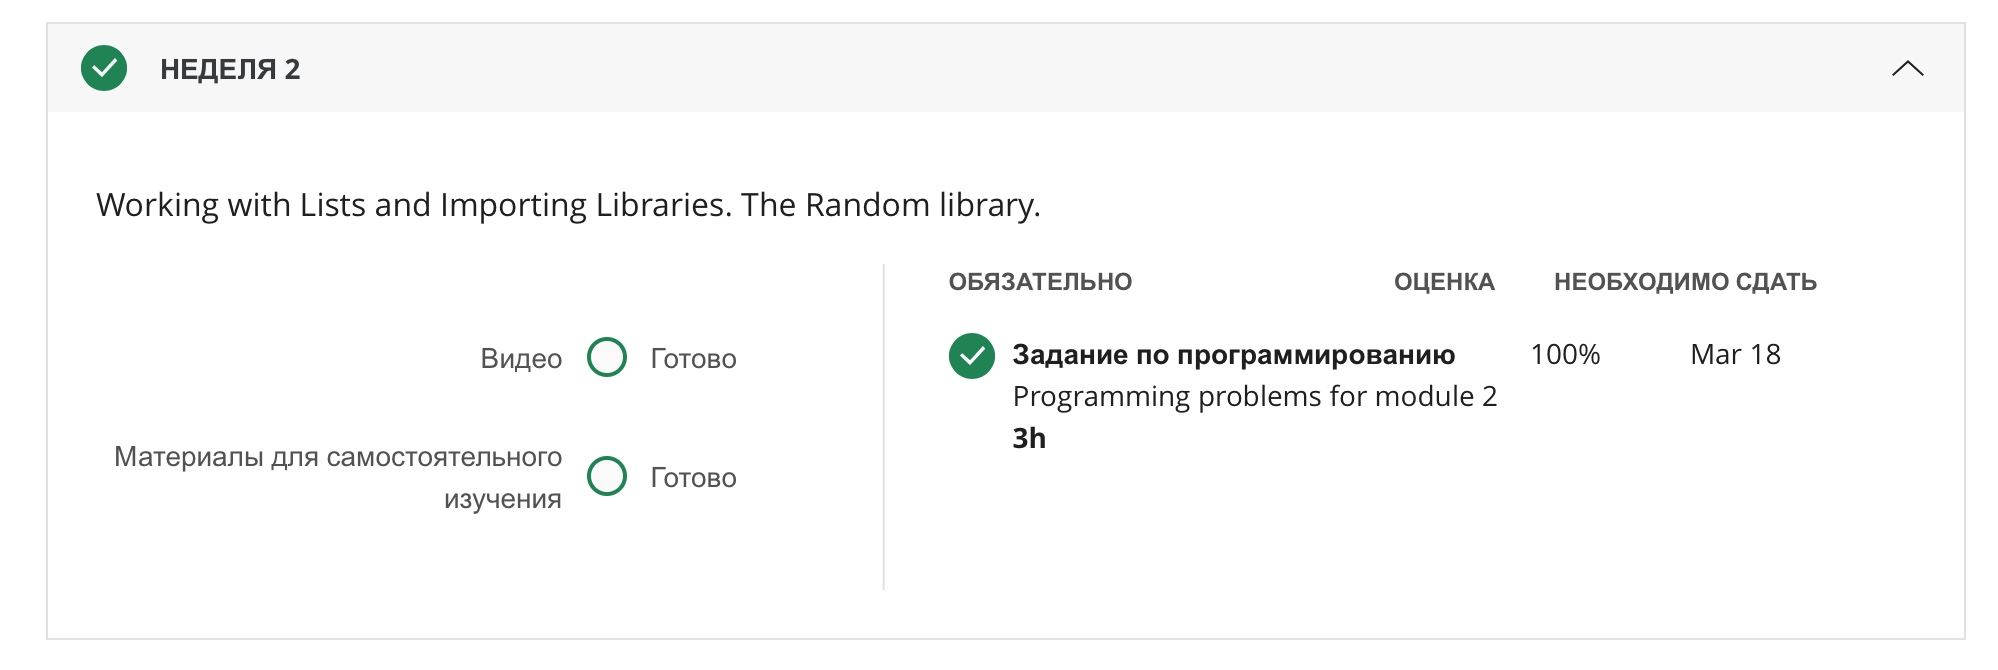 НЕДЕЛЯ 2
Working with Lists and Importing Libraries. The Random library.
Видео Готово
Материалы для самостоятельного
изучения
Готово
ОБЯЗАТЕЛЬНО ОЦЕНКА НЕОБХОДИМО СДАТЬ
Задание по программированию 100% Mar 18
Programming problems for module 2
3h